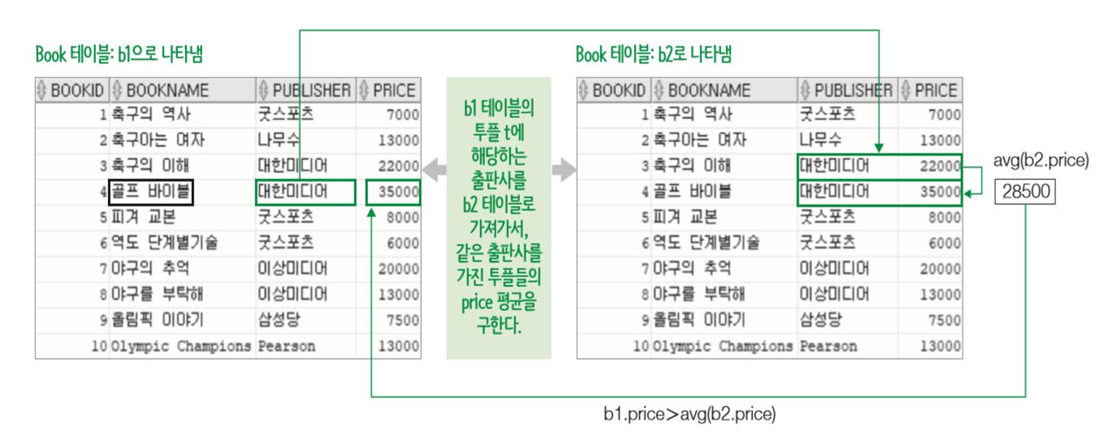 Book 테이블: b1으로 나타냄
BOOKID BOOKNAME PUBLISHER PRICE
1 축구의 역사 굿스포츠 7000
2 축구아는 여자 나무수 13000
3 축구의 이해 대한미디어 22000
4 골프 바이블 대한미디어 35000
5 피겨 교본 굿스포츠 8000
6 역도 단계별기술 굿스포츠 6000
7 야구의 추억 이상미디어 20000
8 야구를 부탁해 이상미디어 13000
9 올림픽 이야기 삼성당 7500
10 Olympic Champions Pearson 13000
b1 테이블의
투플 t에
해당하는
출판사를
b2 테이블로
가져가서,
같은 출판사를
가진 투플들의
price 평균을
구한다.
Book 테이블: b2로 나타냄
BOOKID BOOKNAME PUBLISHER PRICE
1 축구의 역사 굿스포츠 7000
2 축구아는 여자 나무수 13000
3 축구의 이해 대한미디어 22000
4 골프 바이블 대한미디어 35000
5 피겨 교본 굿스포츠 8000
6 역도 단계별기술 굿스포츠 6000
7 야구의 추억 이상미디어 20000
8 야구를 부탁해 이상미디어 13000
9 올림픽 이야기 삼성당 7500
10 Olympic Champions Pearson 13000
avg(b2.price)
28500
b1.price>avg(b2.price)